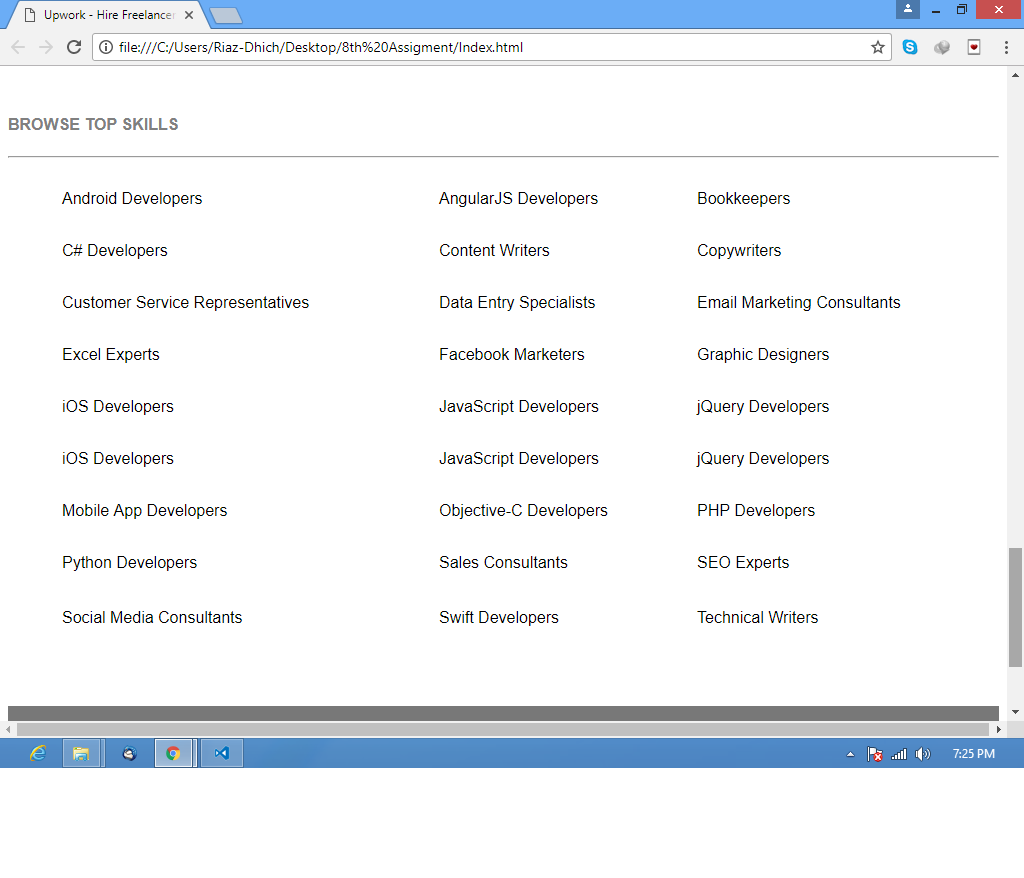 Upwork - Hire Freelancer
file:///C:/Users/Riaz-Dhich/Desktop/8th%20Assigment/Index.html
BROWSE TOP SKILLS
Android Developers AngularJS Developers Bookkeepers
C# Developers Content Writers Copywriters
Customer Service Representatives Data Entry Specialists Email Marketing Consultants
Excel Experts Facebook Marketers Graphic Designers
iOS Developers JavaScript Developers jQuery Developers
iOS Developers JavaScript Developers jQuery Developers
Mobile App Developers Objective-C Developers PHP Developers
Python Developers Sales Consultants SEO Experts
Social Media Consultants Swift Developers Technical Writers
7:25 PM